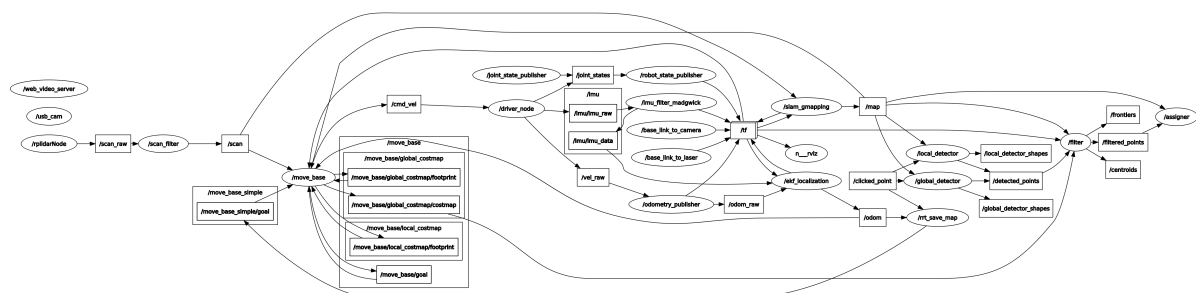 /web_video_server
/usb_cam
/rplidarNode
/scan_raw
/scan_filter
/scan
/move_base_simple
/move_base_simple/goal
/move_base
/cmd_vel
/move_base
/move_base/global_costmap
/move_base/global_costmap/footprint
/move_base/global_costmap/costmap
/move_base/local_costmap
/move_base/local_costmap/footprint
/move_base/goal
/joint_state_publisher
/joint_states
/robot_state_publisher
/driver_node
/imu
/imu/imu_raw
/imu/imu_data
/imu_filter_madgwick
/base_link_to_camera
/base_link_to_laser
/vel_raw
/odometry_publisher
/odom_raw
/tf
/slam_gmapping
/n__rviz
/ekf_localization
/map
/odom
/clicked_point
/local_detector
/global_detector
/rrt_save_map
/local_detector_shapes
/detected_points
/global_detector_shapes
/filter
/frontiers
/filtered_points
/centroids
/assigner